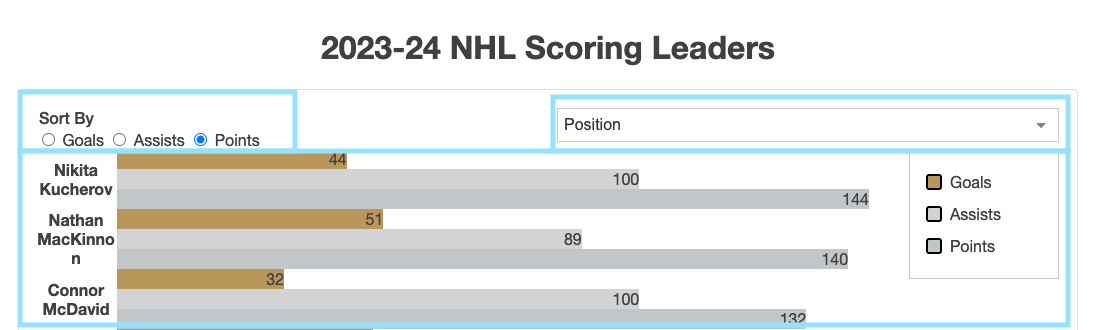 2023-24 NHL Scoring Leaders
Sort By
Goals Assists Points
Position
Nikita
Kucherov
44
100
144
Nathan
MacKinno
n
51
89
140
Connor
McDavid
32
100
132
Goals
Assists
Points